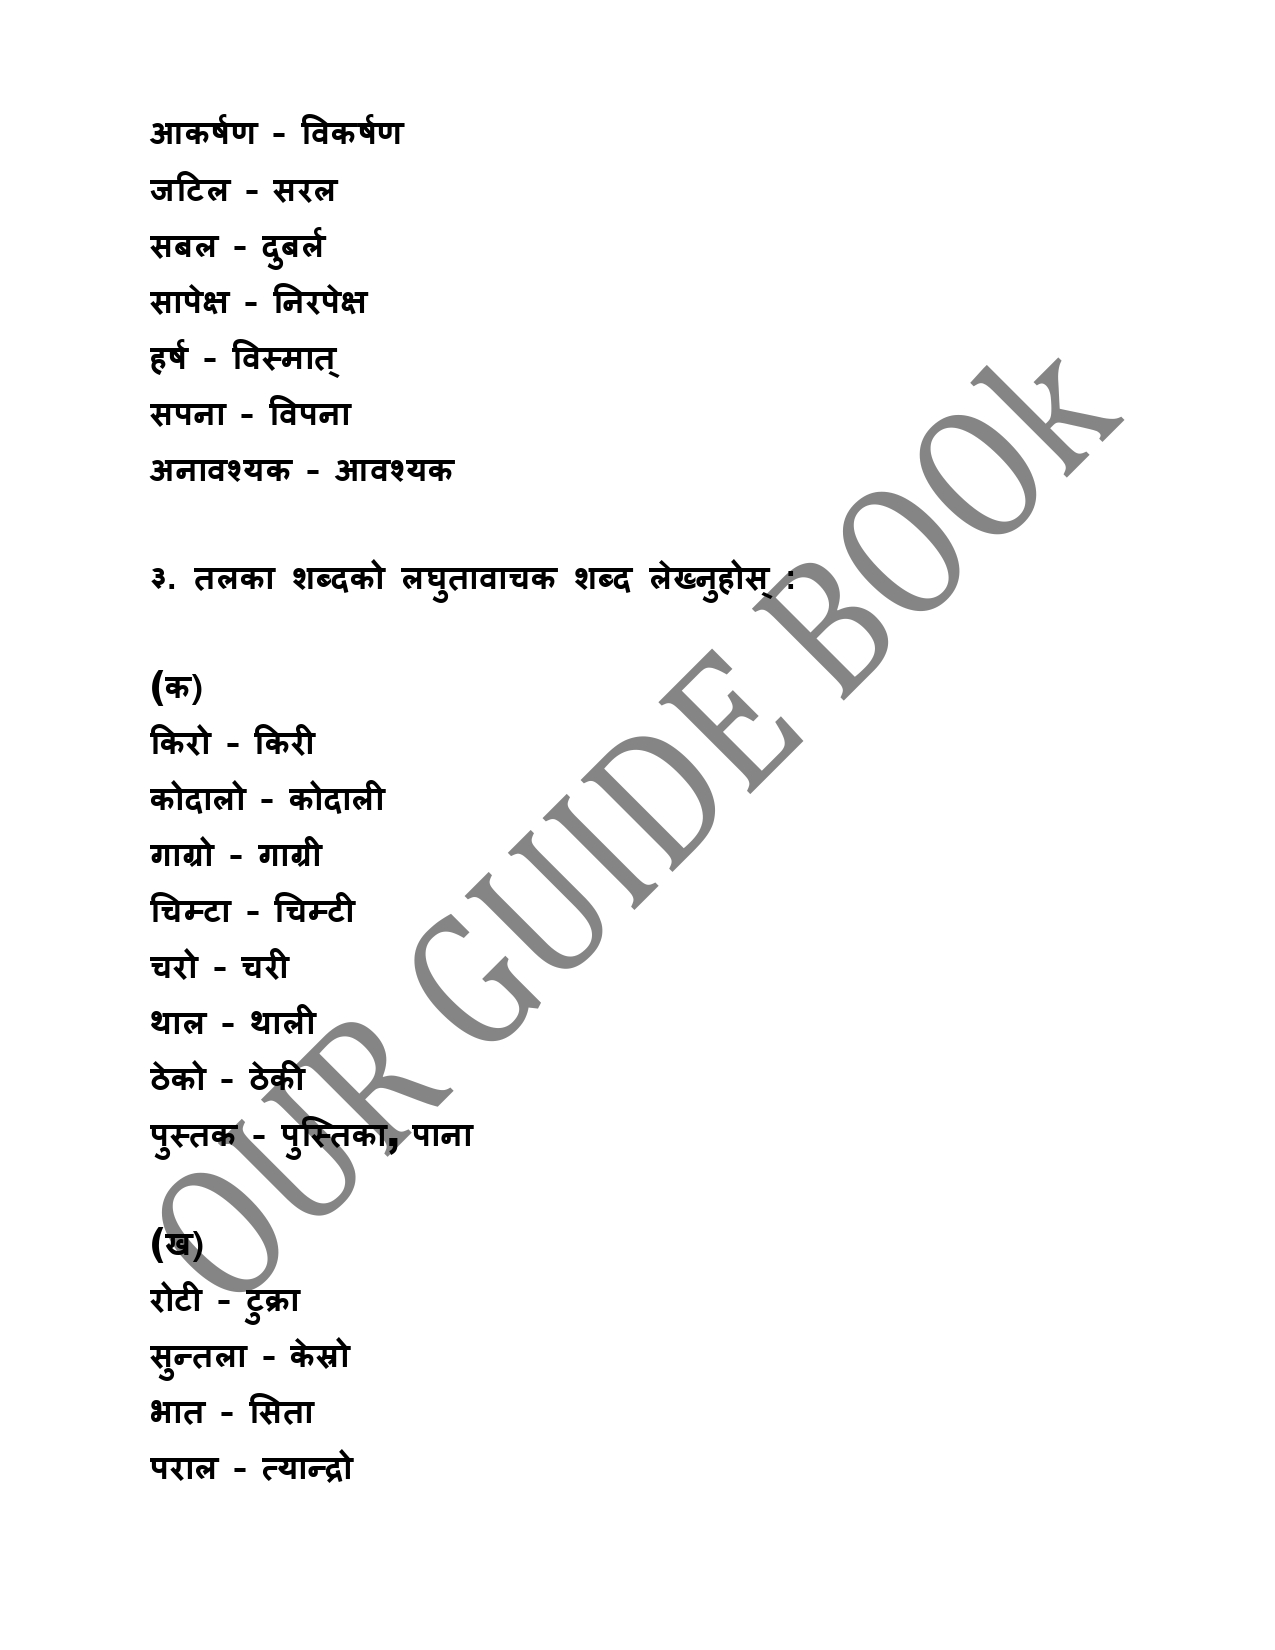 आकर्षण – विकर्षण
जटिल – सरल
सबल – दुबर्ल
सापेक्ष – निरपेक्ष
हर्ष – विस्मात्
सपना – विपना
अनावश्यक – आवश्यक
३. तलका शब्दको लघुतावाचक शब्द लेख्नुहोस् :
(क)
किरो – किरी
कोदालो – कोदाली
गाग्रो – गाग्री
चिम्टा – चिम्टी
चरो – चरी
थाल – थाली
ठेको – ठेकी
पुस्तक – पुस्तिका, पाना
(ख)
रोटी – टुक्रा
सुन्तला – केस्रो
भात – सिता
पराल – त्यान्द्रो
OUR GUIDE BOOk